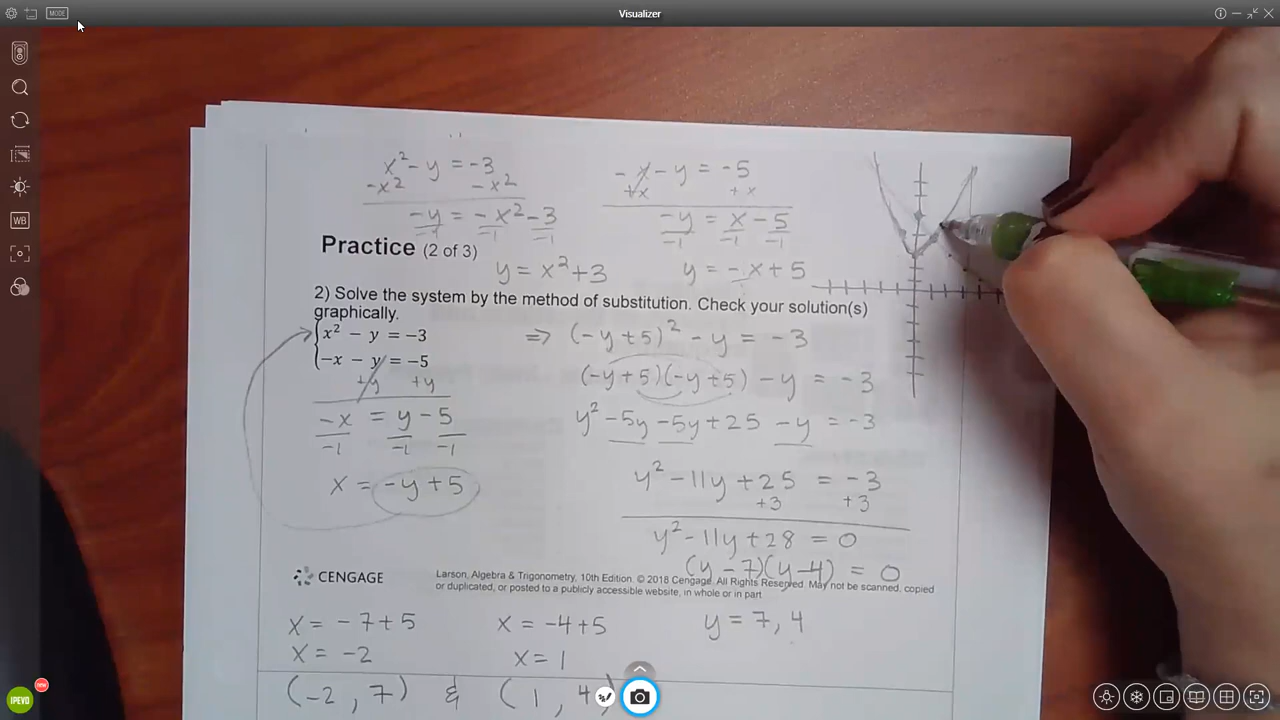 MODE
Visualizer
x² - y = -3
-x² -x²
-y = -x² - 3
-1 -1 -1
y = x² + 3
-x - y = -5
+x +x
-y = x - 5
-1 -1 -1
y = -x + 5
Practice (2 of 3)
2) Solve the system by the method of substitution. Check your solution(s)
graphically.
x² - y = -3
-x - y = -5
+y +y
-x = y - 5
-1 -1 -1
x = -y + 5
⇒ (-y + 5)² - y = -3
(-y + 5)(-y + 5) - y = -3
y² - 5y - 5y + 25 - y = -3
y² - 11y + 25 = -3
+3 +3
y² - 11y + 28 = 0
(y - 7)(y - 4) = 0
CENGAGE
Larson, Algebra & Trigonometry, 10th Edition. © 2018 Cengage. All Rights Reserved. May not be scanned, copied
or duplicated, or posted to a publicly accessible website, in whole or in part
x = -7 + 5
x = -2
x = -4 + 5
x = 1
y = 7, 4
(-2, 7) & (1, 4)
WB
IPEVO
new